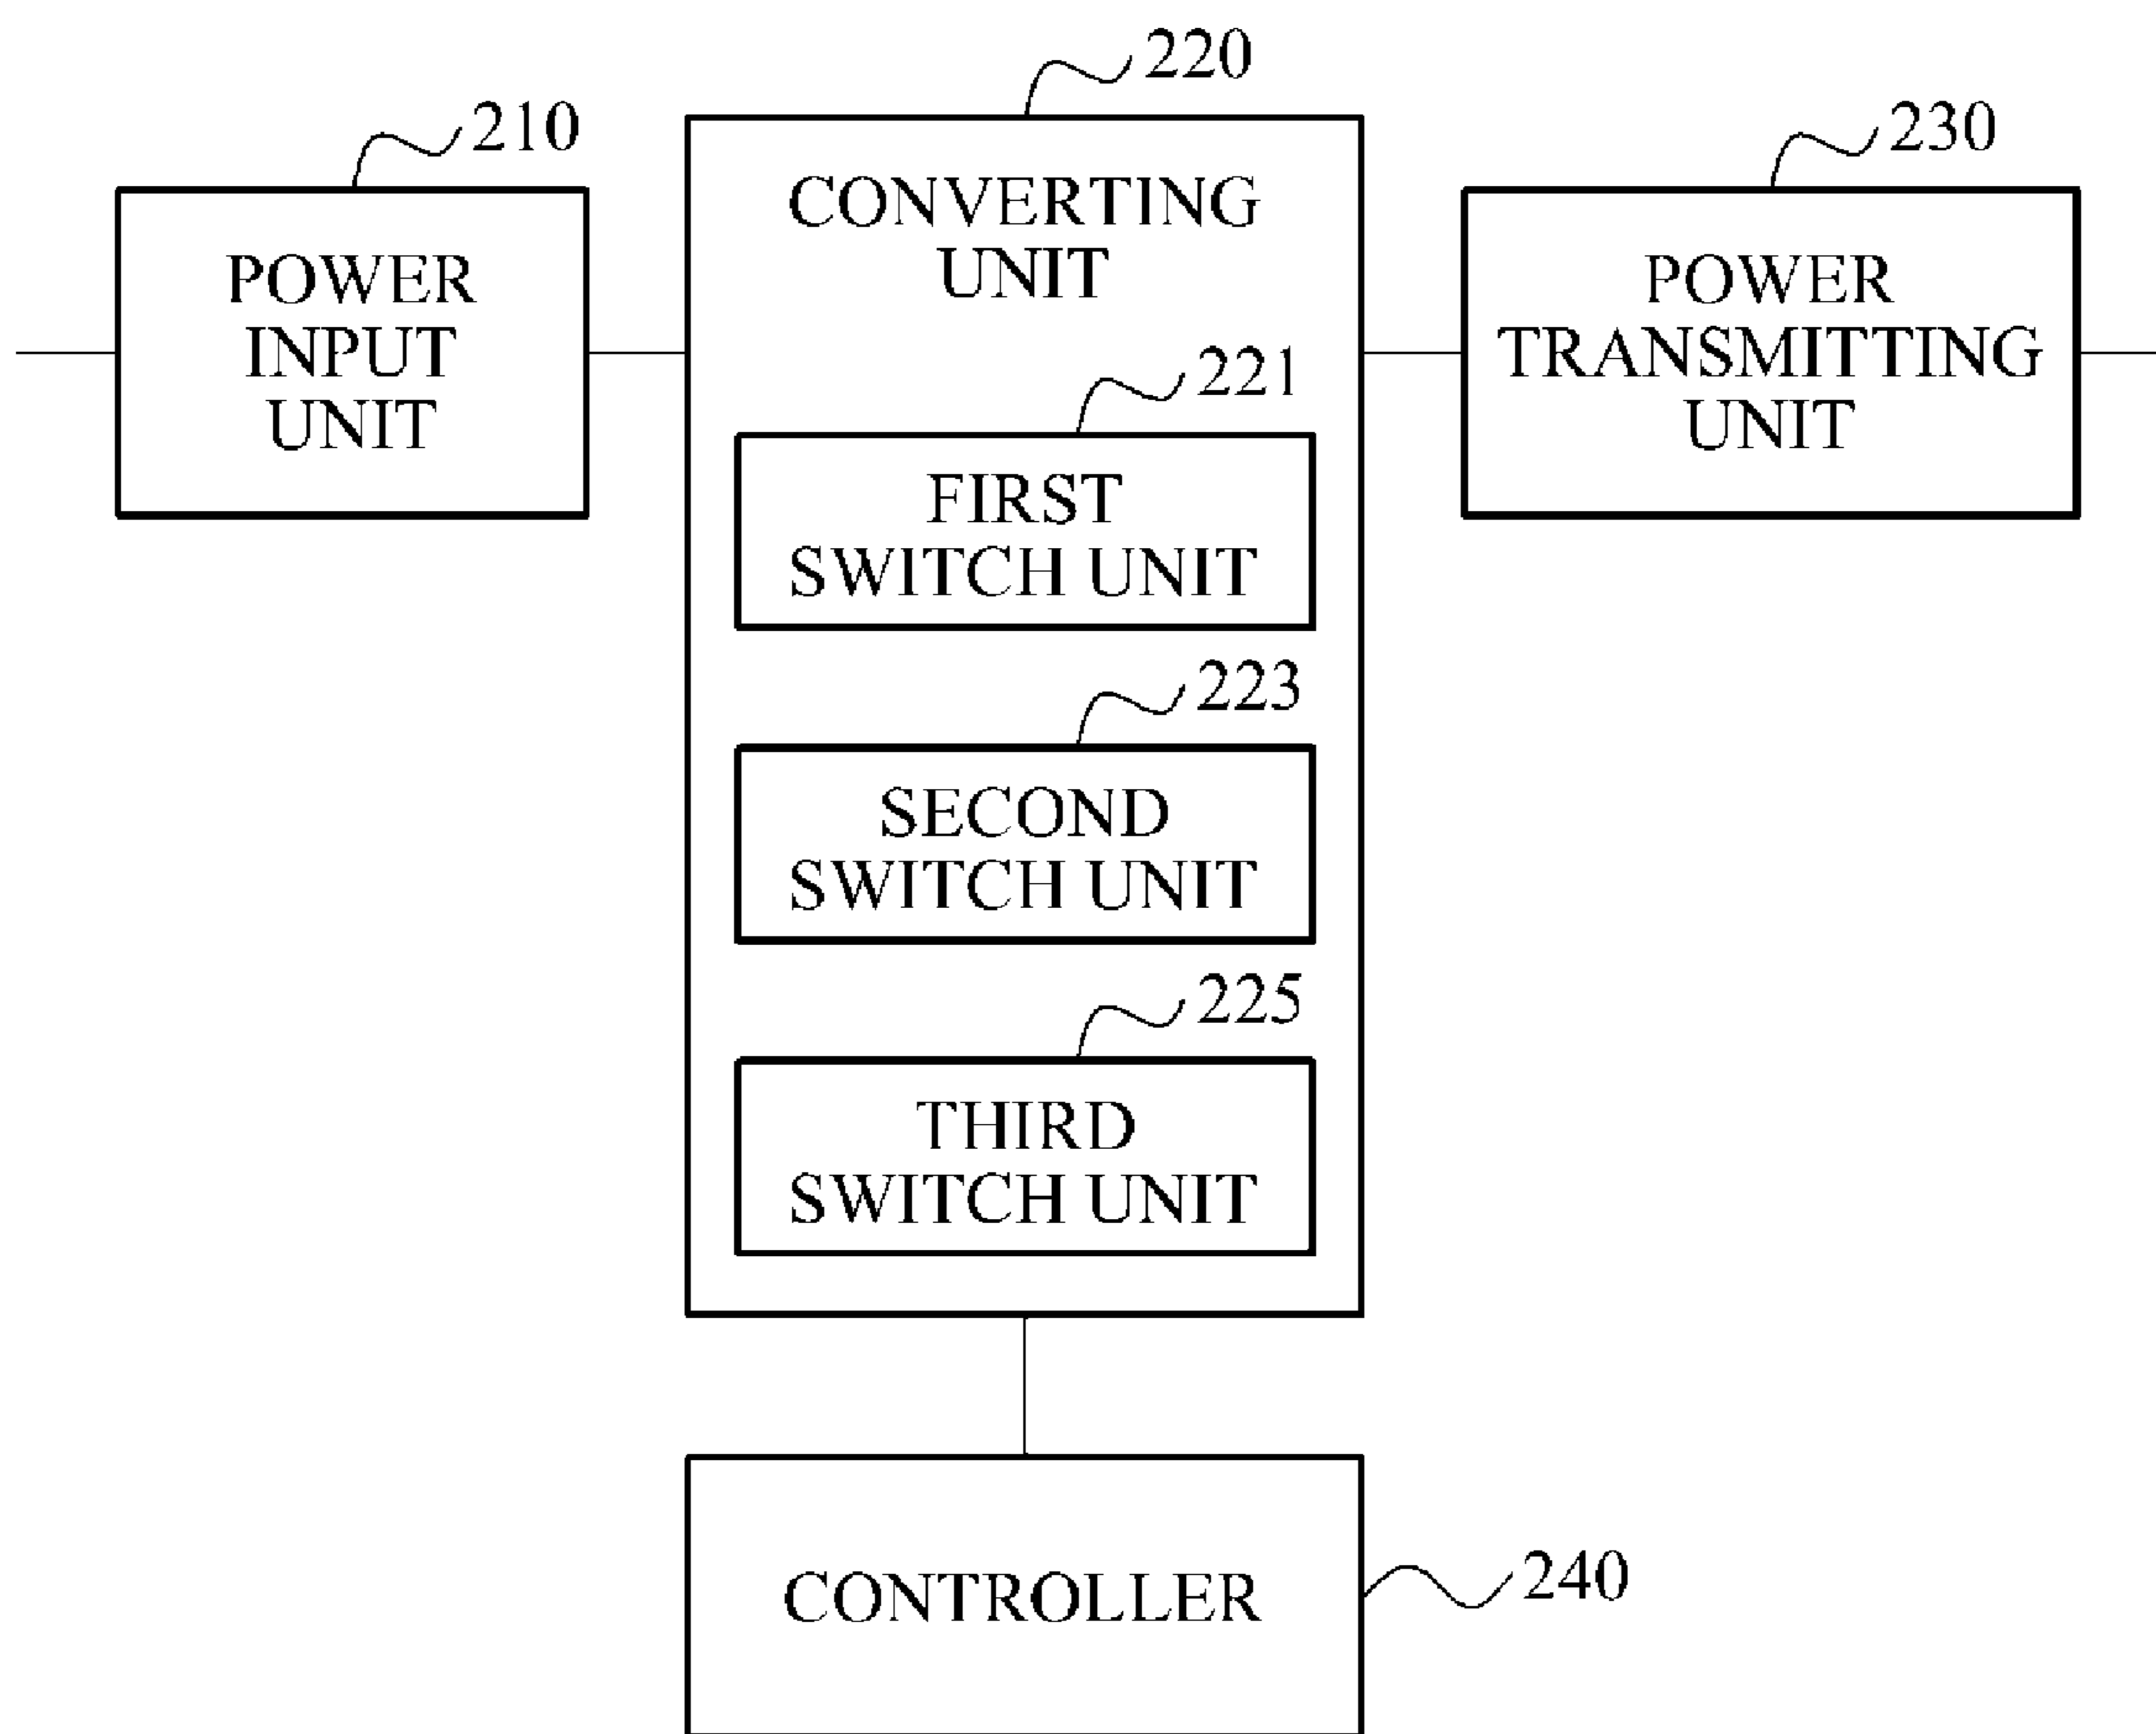 220
210
230
CONVERTING
UNIT
POWER
INPUT
UNIT
POWER
TRANSMITTING
UNIT
221
FIRST
SWITCH UNIT
223
SECOND
SWITCH UNIT
225
THIRD
SWITCH UNIT
CONTROLLER
240